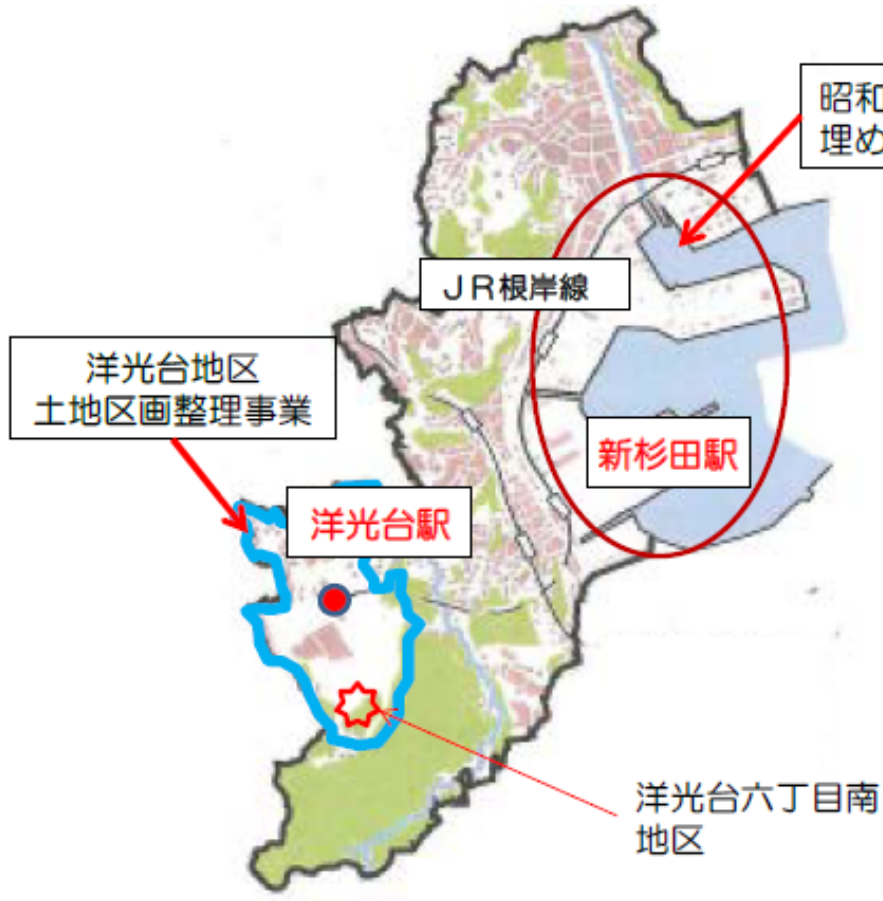 昭和
埋め
ＪＲ根岸線
洋光台地区
土地区画整理事業
新杉田駅
洋光台駅
洋光台六丁目南
地区